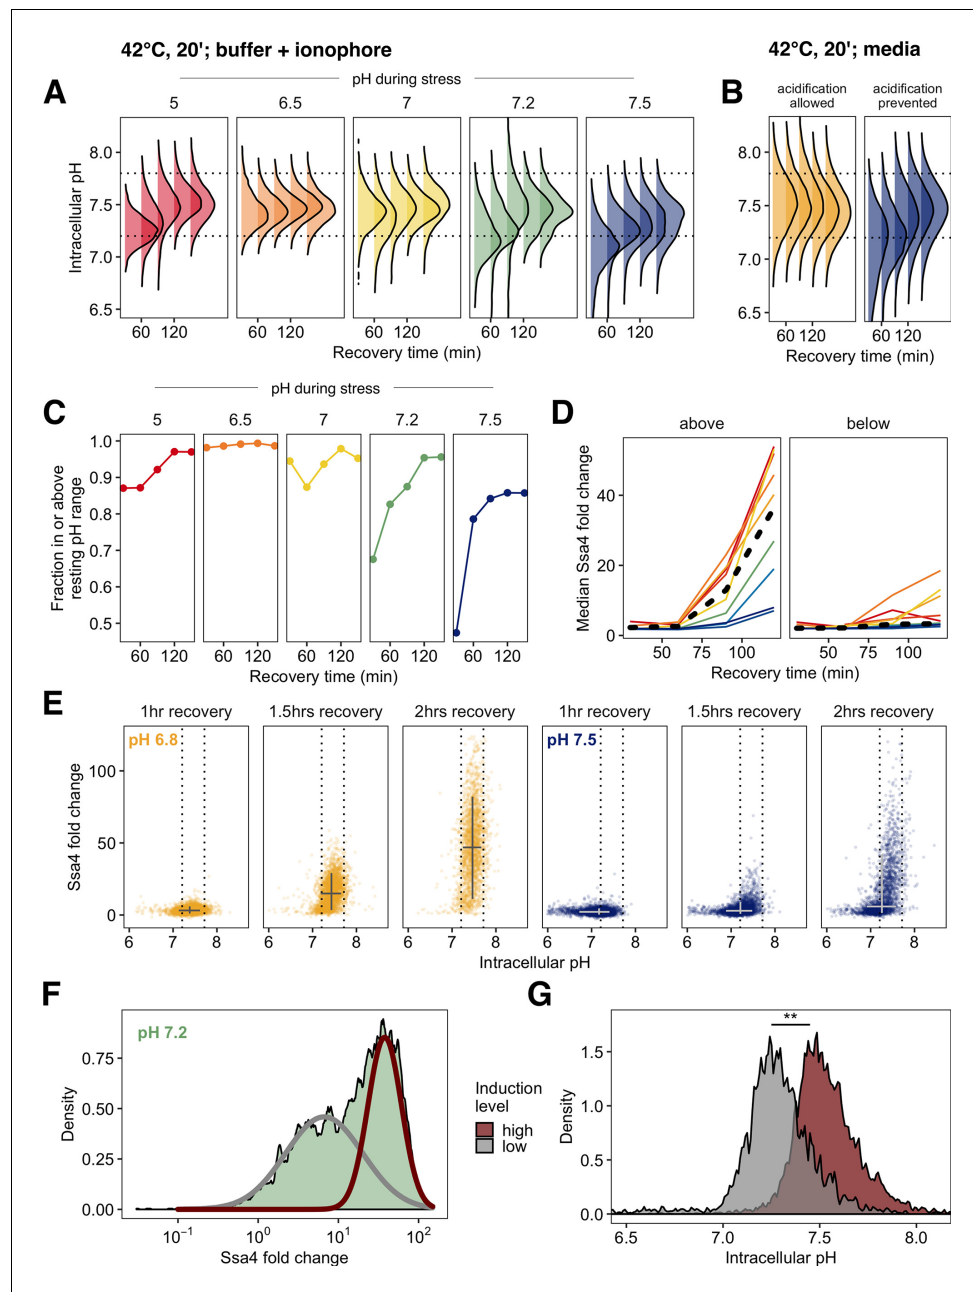 42°C, 20'; buffer + ionophore
42°C, 20'; media
A
pH during stress
5
6.5
7
7.2
7.5
Intracellular pH
8.0
7.5
7.0
6.5
60 120
60 120
60 120
60 120
60 120
Recovery time (min)
B
acidification
allowed
acidification
prevented
8.0
7.5
7.0
6.5
60 120
60 120
Recovery time (min)
C
pH during stress
5
6.5
7
7.2
7.5
Fraction in or above
resting pH range
1.0
0.9
0.8
0.7
0.6
0.5
60 120
60 120
60 120
60 120
60 120
Recovery time (min)
D
above
below
Median Ssa4 fold change
40
20
0
50 75 100
50 75 100
Recovery time (min)
E
1hr recovery
1.5hrs recovery
2hrs recovery
1hr recovery
1.5hrs recovery
2hrs recovery
pH 6.8
pH 7.5
Ssa4 fold change
100
50
0
6 7 8
6 7 8
6 7 8
6 7 8
6 7 8
6 7 8
Intracellular pH
F
pH 7.2
Density
0.75
0.50
0.25
0.00
10⁻¹ 10⁰ 10¹ 10²
Ssa4 fold change
Induction
level
high
low
G
**
Density
1.5
1.0
0.5
0.0
6.5 7.0 7.5 8.0
Intracellular pH